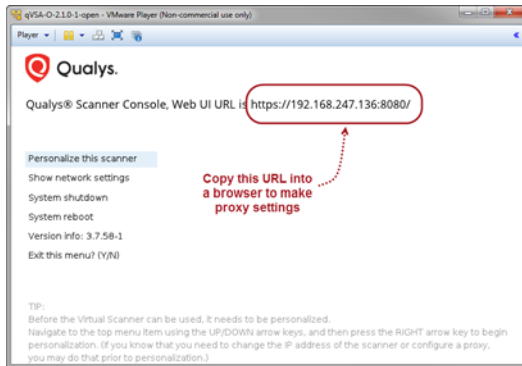 qVSA-O-2.1.0-1-open - VMware Player (Non-commercial use only)
Player
Qualys.
Qualys® Scanner Console, Web UI URL is https://192.168.247.136:8080/
Personalize this scanner
Show network settings
System shutdown
System reboot
Version info: 3.7.58-1
Exit this menu? (Y/N)
Copy this URL into
a browser to make
proxy settings
TIP:
Before the Virtual Scanner can be used, it needs to be personalized.
Navigate to the top menu item using the UP/DOWN arrow keys, and then press the RIGHT arrow key to begin
personalization. (If you know that you need to change the IP address of the scanner or configure a proxy,
you may do that prior to personalization.)